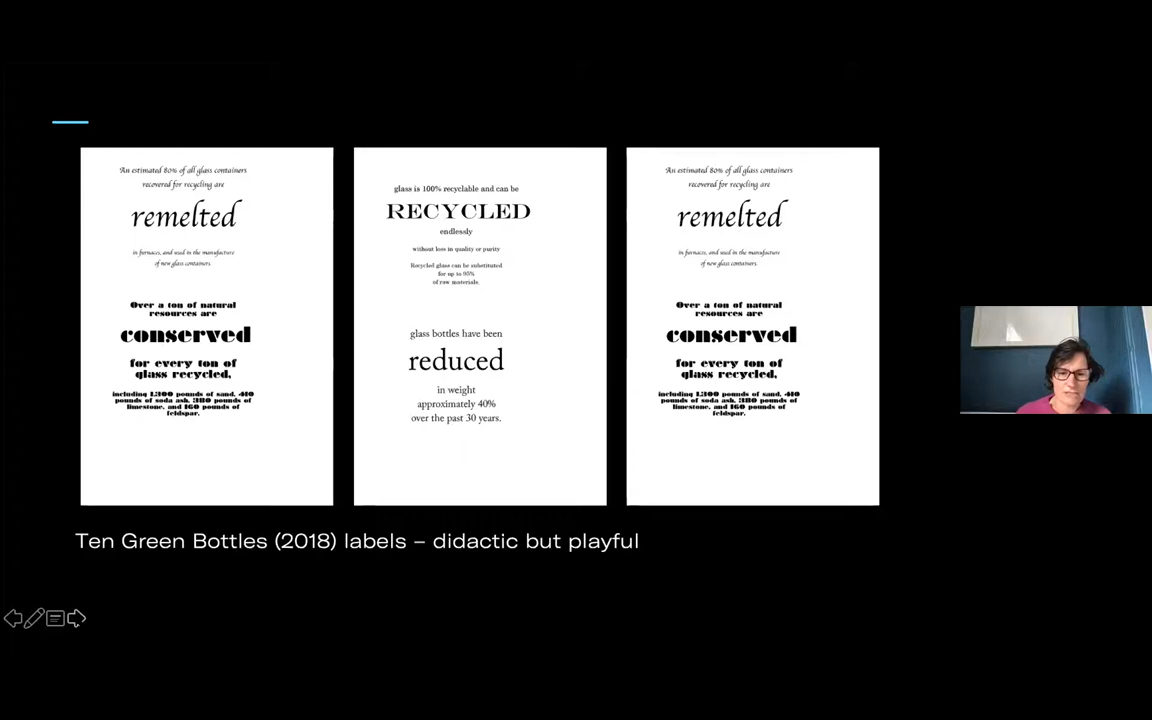 An estimated 80% of all glass containers
recovered for recycling are
remelted
in furnaces, and used in the manufacture
of new glass containers.
Over a ton of natural
resources are
conserved
for every ton of
glass recycled,
including 1,300 pounds of sand, 410
pounds of soda ash, 380 pounds of
limestone, and 160 pounds of
feldspar.
glass is 100% recyclable and can be
RECYCLED
endlessly
without loss in quality or purity
Recycled glass can be substituted
for up to 95%
of raw materials.
glass bottles have been
reduced
in weight
approximately 40%
over the past 30 years.
An estimated 80% of all glass containers
recovered for recycling are
remelted
in furnaces, and used in the manufacture
of new glass containers.
Over a ton of natural
resources are
conserved
for every ton of
glass recycled,
including 1,300 pounds of sand, 410
pounds of soda ash, 380 pounds of
limestone, and 160 pounds of
feldspar.
Ten Green Bottles (2018) labels – didactic but playful